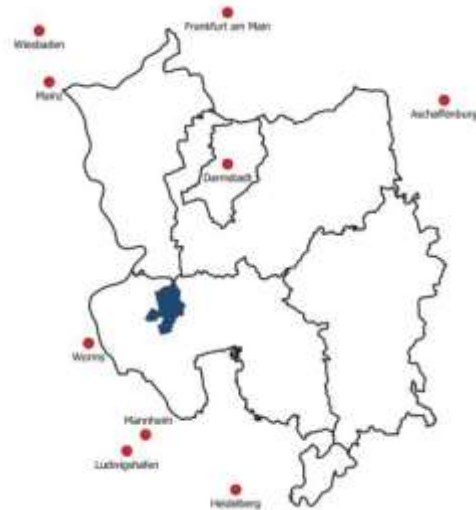 Frankfurt am Main
Wiesbaden
Mainz
Aschaffenburg
Darmstadt
Worms
Mannheim
Ludwigshafen
Heidelberg